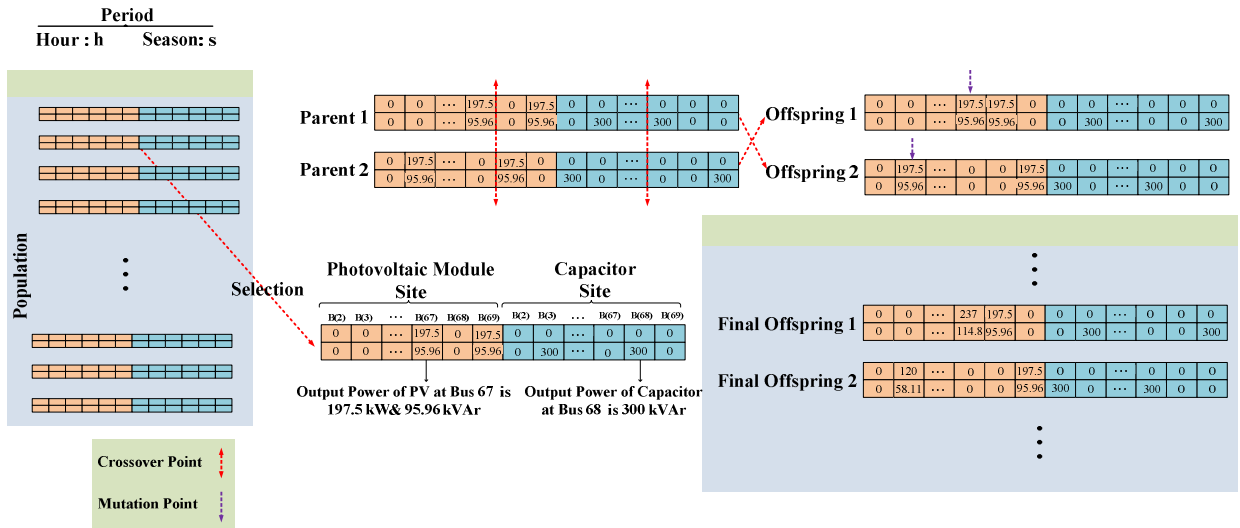 Period
Hour : h Season: s
Population
Selection
Parent 1
0 0 ··· 197.5 0 197.5 0 0 ··· 0 0 0
0 0 ··· 95.96 0 95.96 0 300 ··· 300 0 0
Parent 2
0 197.5 ··· 0 197.5 0 0 0 ··· 0 0 0
0 95.96 ··· 0 95.96 0 300 0 ··· 0 0 300
Offspring 1
0 0 ··· 197.5 197.5 0 0 0 ··· 0 0 0
0 0 ··· 95.96 95.96 0 0 300 ··· 0 0 300
Offspring 2
0 197.5 ··· 0 0 197.5 0 0 ··· 0 0 0
0 95.96 ··· 0 0 95.96 300 0 ··· 300 0 0
Photovoltaic Module Site
Capacitor Site
B(2) B(3) ··· B(67) B(68) B(69) B(2) B(3) ··· B(67) B(68) B(69)
0 0 ··· 197.5 0 197.5 0 0 ··· 0 0 0
0 0 ··· 95.96 0 95.96 0 300 ··· 0 300 0
Output Power of PV at Bus 67 is
197.5 kW& 95.96 kVAr
Output Power of Capacitor
at Bus 68 is 300 kVAr
Final Offspring 1
0 0 ··· 237 197.5 0 0 0 ··· 0 0 0
0 0 ··· 114.8 95.96 0 0 300 ··· 0 0 300
Final Offspring 2
0 120 ··· 0 0 197.5 0 0 ··· 0 0 0
0 58.11 ··· 0 0 95.96 300 0 ··· 300 0 0
Crossover Point
Mutation Point